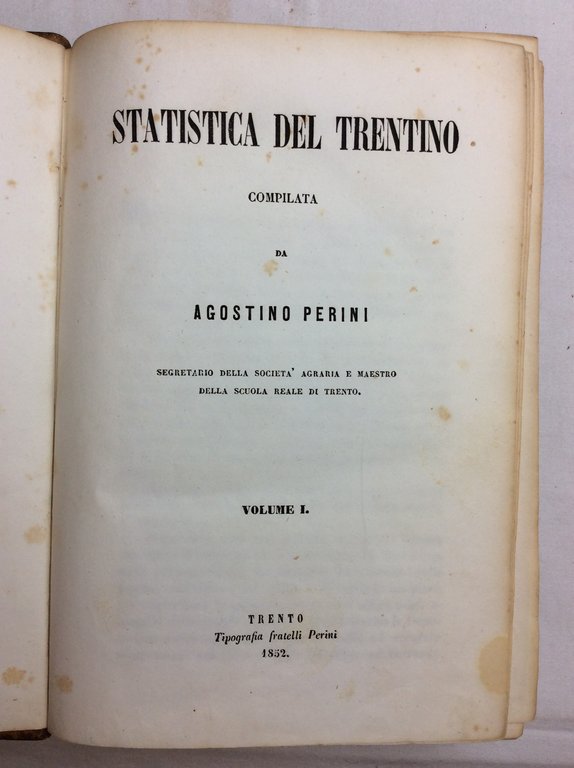 STATISTICA DEL TRENTINO
COMPILATA
DA
AGOSTINO PERINI
SEGRETARIO DELLA SOCIETA' AGRARIA E MAESTRO
DELLA SCUOLA REALE DI TRENTO.
VOLUME I.
TRENTO
Tipografia fratelli Perini
1852.